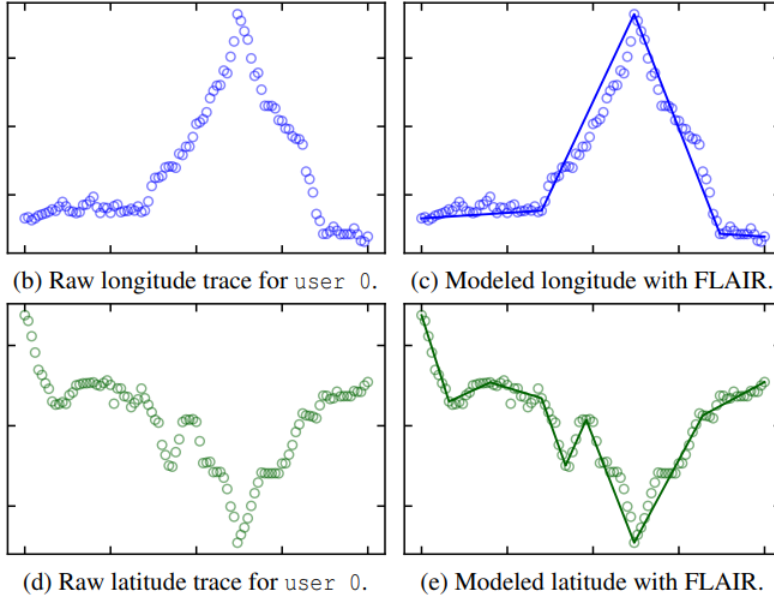 (b) Raw longitude trace for user 0.
(c) Modeled longitude with FLAIR.
(d) Raw latitude trace for user 0.
(e) Modeled latitude with FLAIR.